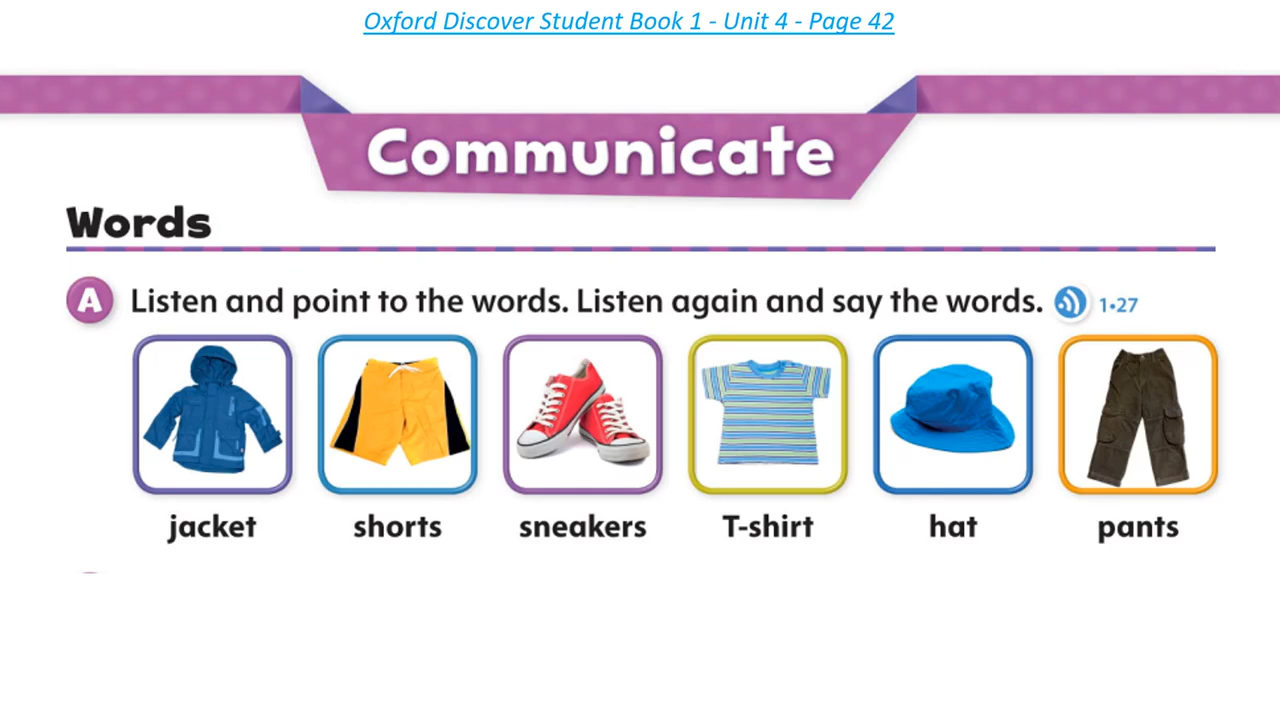 Oxford Discover Student Book 1 - Unit 4 - Page 42
Communicate
Words
A Listen and point to the words. Listen again and say the words. 1•27
jacket shorts sneakers T-shirt hat pants